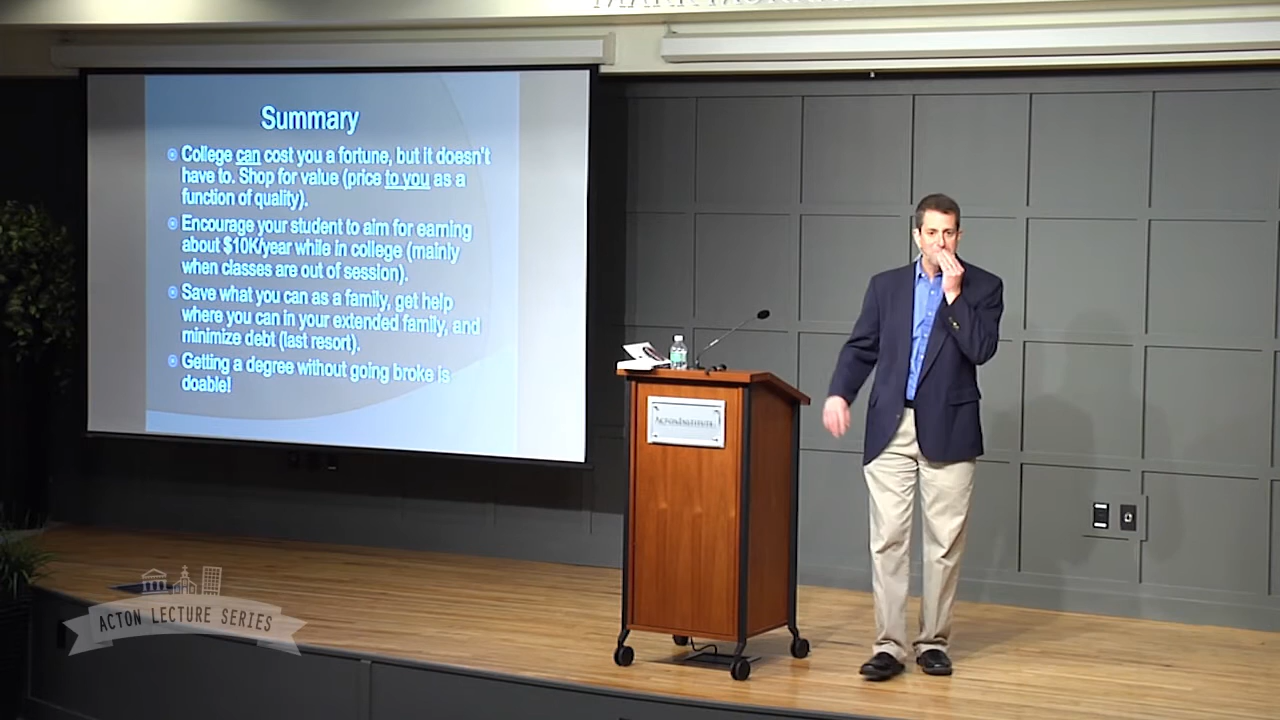 Summary
College can cost you a fortune, but it doesn't
have to. Shop for value (price to you as a
function of quality).
Encourage your student to aim for earning
about $10K/year while in college (mainly
when classes are out of session).
Save what you can as a family, get help
where you can in your extended family, and
minimize debt (last resort).
Getting a degree without going broke is
doable!
ACTON INSTITUTE
ACTON LECTURE SERIES